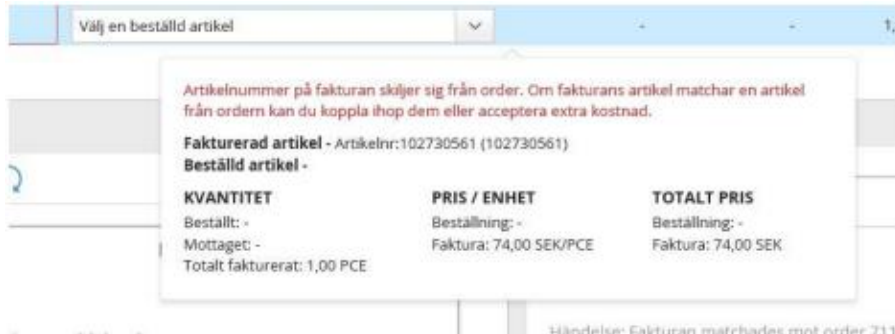 Välj en beställd artikel - - 1,
Artikelnummer på fakturan skiljer sig från order. Om fakturans artikel matchar en artikel
från ordern kan du koppla ihop dem eller acceptera extra kostnad.
Fakturerad artikel - Artikelnr:102730561 (102730561)
Beställd artikel -
KVANTITET PRIS / ENHET TOTALT PRIS
Beställt: - Beställning: - Beställning: -
Mottaget: - Faktura: 74,00 SEK/PCE Faktura: 74,00 SEK
Totalt fakturerat: 1,00 PCE
Händelse: Fakturan matchades mot order 711